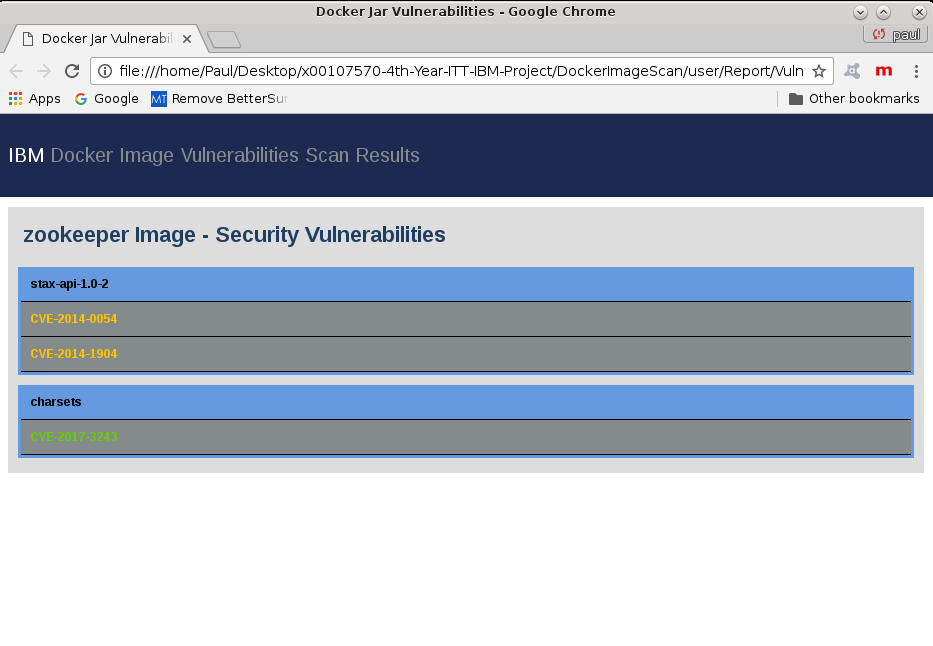 Docker Jar Vulnerabilities - Google Chrome
Docker Jar Vulnerabil
paul
file:///home/Paul/Desktop/x00107570-4th-Year-ITT-IBM-Project/DockerImageScan/user/Report/Vuln
m
Apps Google MT Remove BetterSur Other bookmarks
IBM Docker Image Vulnerabilities Scan Results
zookeeper Image - Security Vulnerabilities
stax-api-1.0-2
CVE-2014-0054
CVE-2014-1904
charsets
CVE-2017-3243